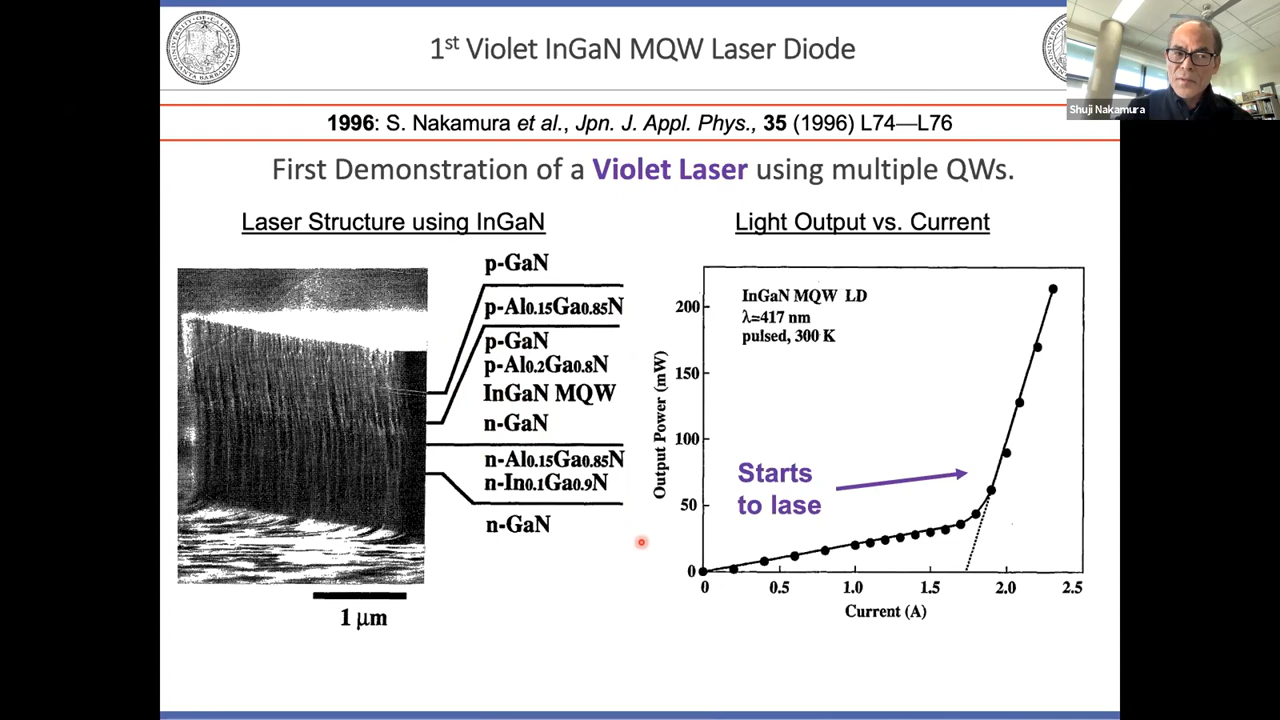 1st Violet InGaN MQW Laser Diode
Shuji Nakamura
1996: S. Nakamura et al., Jpn. J. Appl. Phys., 35 (1996) L74—L76
First Demonstration of a Violet Laser using multiple QWs.
Laser Structure using InGaN
p-GaN
p-Al0.15Ga0.85N
p-GaN
p-Al0.2Ga0.8N
InGaN MQW
n-GaN
n-Al0.15Ga0.85N
n-In0.1Ga0.9N
n-GaN
1 μm
Light Output vs. Current
InGaN MQW LD
λ=417 nm
pulsed, 300 K
Starts
to lase
Output Power (mW)
200
150
100
50
0
0 0.5 1.0 1.5 2.0 2.5
Current (A)